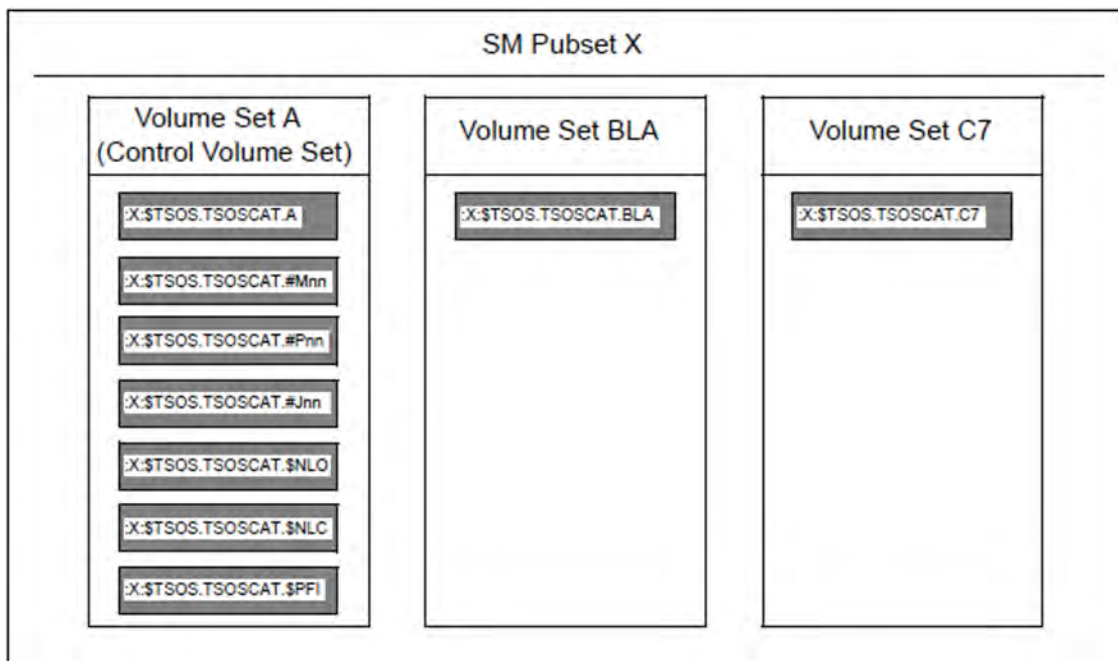 SM Pubset X
Volume Set A
(Control Volume Set)
:X:$TSOS.TSOSCAT.A
:X:$TSOS.TSOSCAT.#Mnn
:X:$TSOS.TSOSCAT.#Pnn
:X:$TSOS.TSOSCAT.#Jnn
:X:$TSOS.TSOSCAT.$NLO
:X:$TSOS.TSOSCAT.$NLC
:X:$TSOS.TSOSCAT.$PFI
Volume Set BLA
:X:$TSOS.TSOSCAT.BLA
Volume Set C7
:X:$TSOS.TSOSCAT.C7